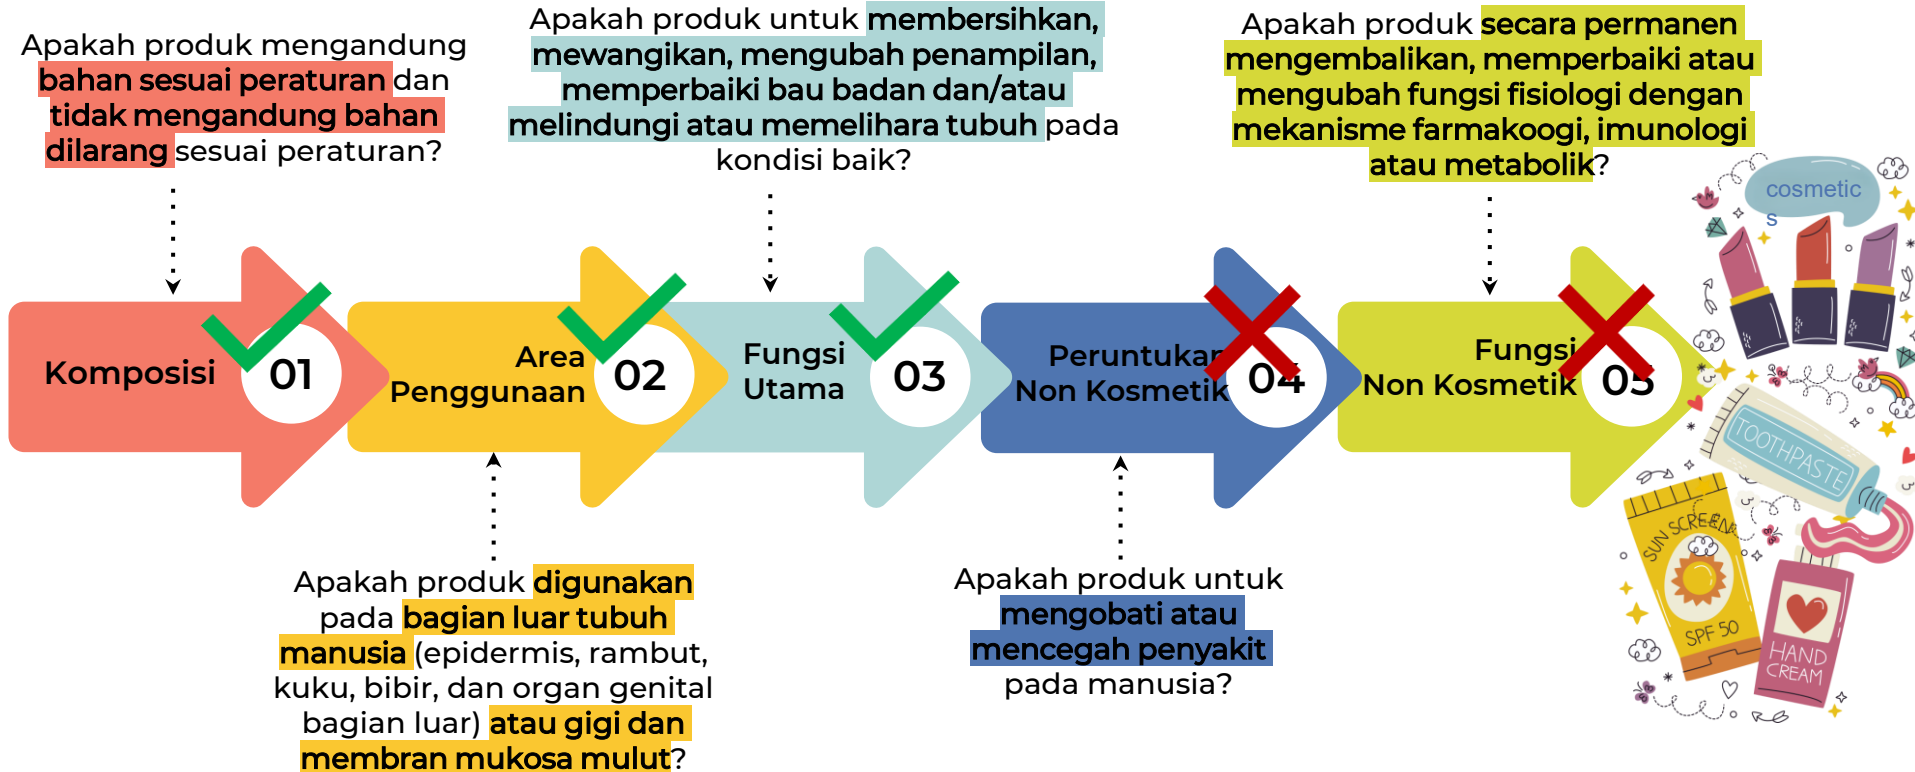 Apakah produk mengandung
bahan sesuai peraturan dan
tidak mengandung bahan
dilarang sesuai peraturan?
Apakah produk untuk membersihkan,
mewangikan, mengubah penampilan,
memperbaiki bau badan dan/atau
melindungi atau memelihara tubuh pada
kondisi baik?
Apakah produk secara permanen
mengembalikan, memperbaiki atau
mengubah fungsi fisiologi dengan
mekanisme farmakoogi, imunologi
atau metabolik?
cosmetic
s
Komposisi
01
Area
Penggunaan
02
Fungsi
Utama
03
Peruntukan
Non Kosmetik
04
Fungsi
Non Kosmetik
05
Apakah produk digunakan
pada bagian luar tubuh
manusia (epidermis, rambut,
kuku, bibir, dan organ genital
bagian luar) atau gigi dan
membran mukosa mulut?
Apakah produk untuk
mengobati atau
mencegah penyakit
pada manusia?
TOOTHPASTE
SUN SCREEN
SPF 50
HAND
CREAM